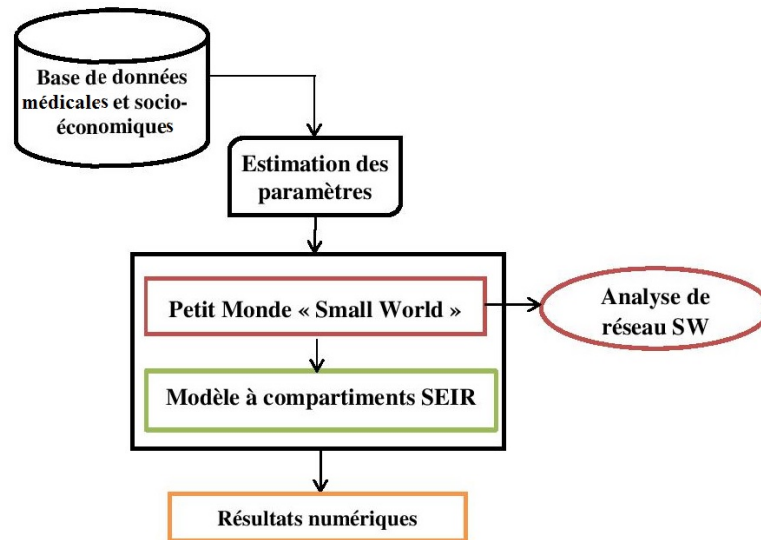 Base de données
médicales et socio-
économiques
Estimation des
paramètres
Petit Monde « Small World »
Analyse de
réseau SW
Modèle à compartiments SEIR
Résultats numériques